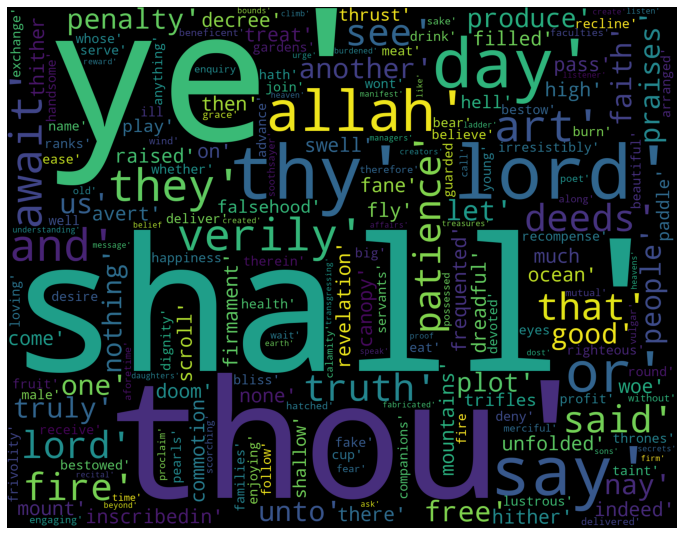 ye'
shall'
thou'
thy'
lord'
allah'
day'
say'
they'
and'
art'
or'
see'
await'
verily'
truth'
patience'
that'
said'
fire'
lord'
good'
deeds'
people'
us
another'
faith'
praises'
nothing'
one'
truly'
unto'
free'
plot'
nay'
indeed'
let'
produce'
penalty'
decree'
treat'
thrust'
recline'
filled'
drink'
meat'
gardens'
exchange
thither
handsome'
whose'
serve'
beneficent'
bounds'
climb'
sake'
create'
listen'
faculties'
burdened'
urge'
reward'
enquiry
hath'
join'
anything'
then'
grace'
heaven'
wont
manifest'
like'
pass
listener'
arranged'
hell'
high'
bestow'
burn'
beautiful'
name'
ranks'
ease'
play'
wind'
ill
raised'
on'
soothsayer'
advance'
swell
bear'
believe'
managers'
ladder'
guarded
irresistibly'
creators'
call'
young'
therefore'
poet'
along'
paddle'
old'
whether'
well
avert'
deliver'
falsehood'
fane'
fly'
understanding'
belief
created'
affairs'
treasures'
much
recompense'
message'
happiness'
therein'
big'
frequented'
ocean'
mutual'
vulgar'
heavens'
loving'
desire
scroll
firmament'
health'
revelation'
canopy'
servants'
dreadful'
possessed
devoted'
eyes
righteous'
come'
dignity'
wait'
earth'
calamity'
transgressing'
speak'
proof
eat'
dost'
round'
fruit'
male'
aforetime'
daughters'
bliss'
none'
doom
hatched'
fabricated'
mountains'
trifles
deny'
profit'
without'
woe'
merciful'
thrones'
secrets
sons'
firm'
taint'
receive'
bestowed'
frivolity'
commotion'
proclaim'
scorching'
pearls'
families'
enjoying'
fake'
cup'
follow'
fear'
shallow'
companions'
fire'
unfolded'
lustrous'
hither'
mount'
time'
beyond'
engaging'
inscribedin'
recital'
there'
ask'
delivered'